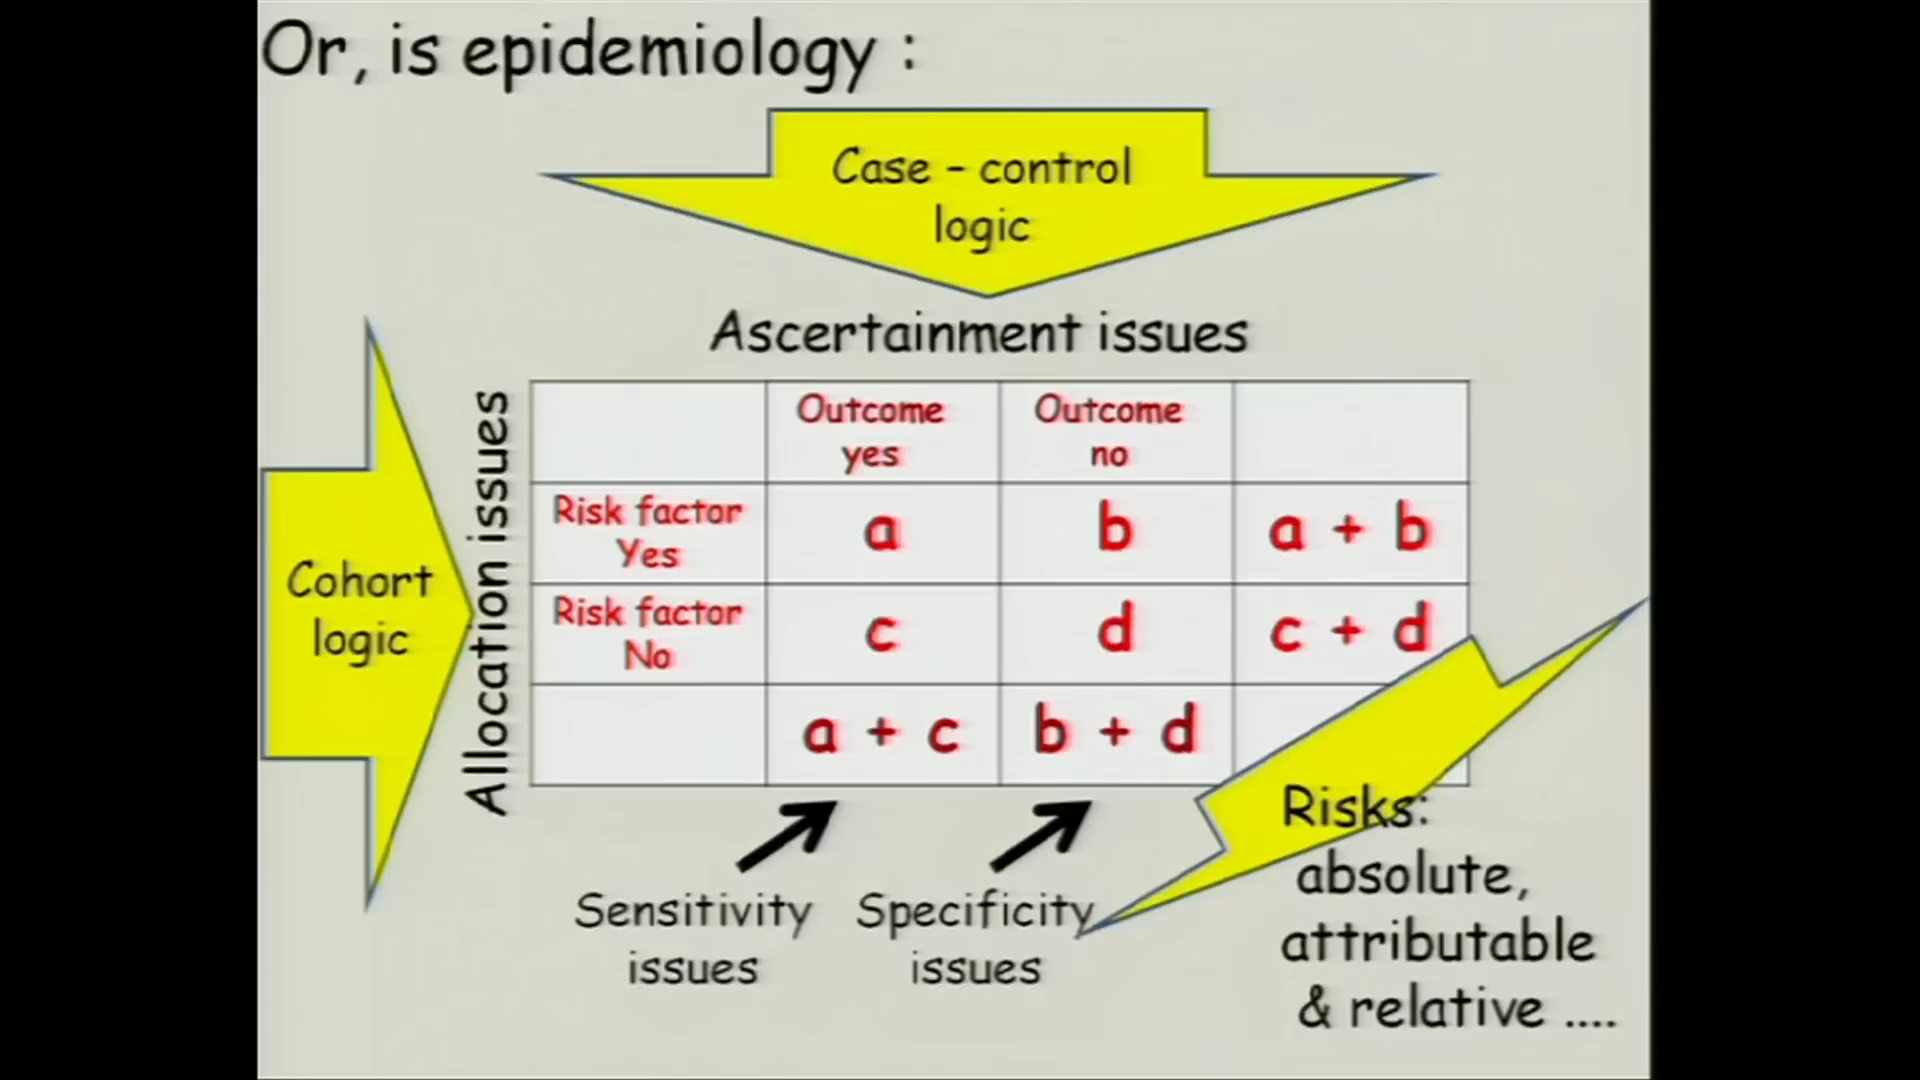 Or, is epidemiology :
Case - control
logic
Ascertainment issues
Cohort
logic
Allocation issues
Outcome
yes
Outcome
no
Risk factor
Yes
a
b
a + b
Risk factor
No
c
d
c + d
a + c
b + d
Sensitivity
issues
Specificity
issues
Risks:
absolute,
attributable
& relative ....